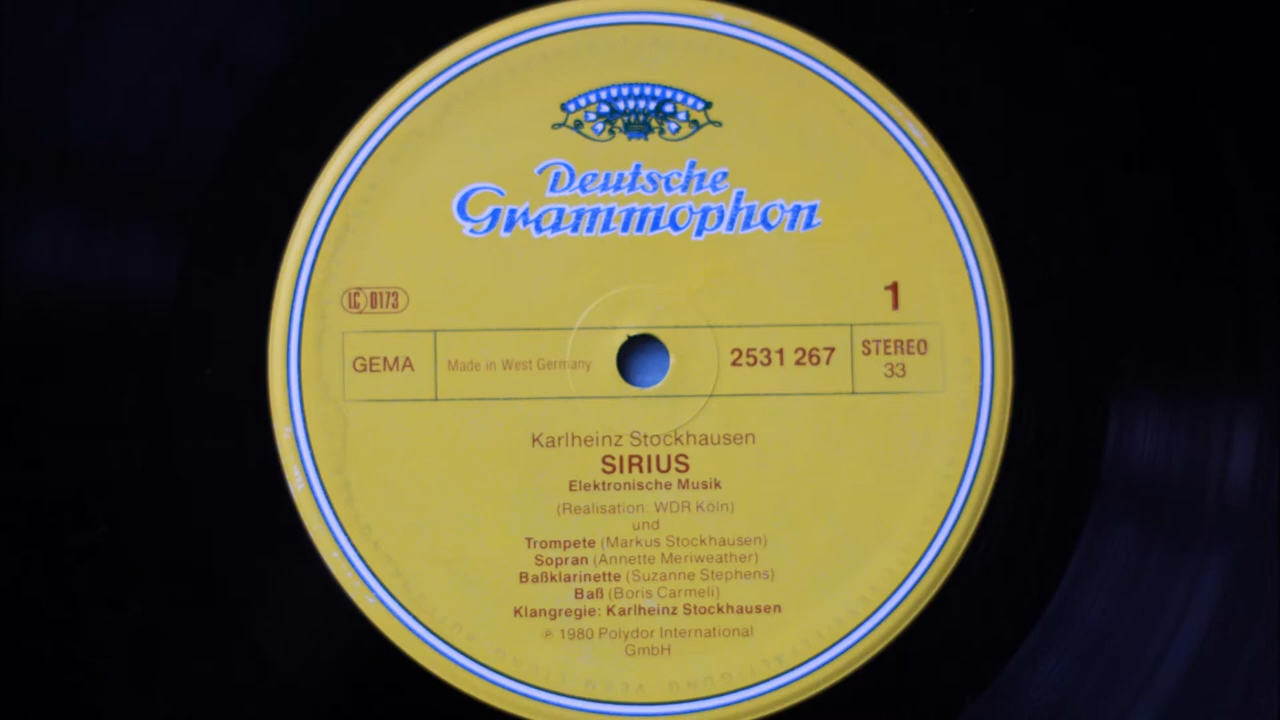 Deutsche
Grammophon
LC 0173
1
GEMA
Made in West Germany
2531 267
STEREO
33
Karlheinz Stockhausen
SIRIUS
Elektronische Musik
(Realisation: WDR Köln)
und
Trompete (Markus Stockhausen)
Sopran (Annette Meriweather)
Baßklarinette (Suzanne Stephens)
Baß (Boris Carmeli)
Klangregie: Karlheinz Stockhausen
℗ 1980 Polydor International
GmbH